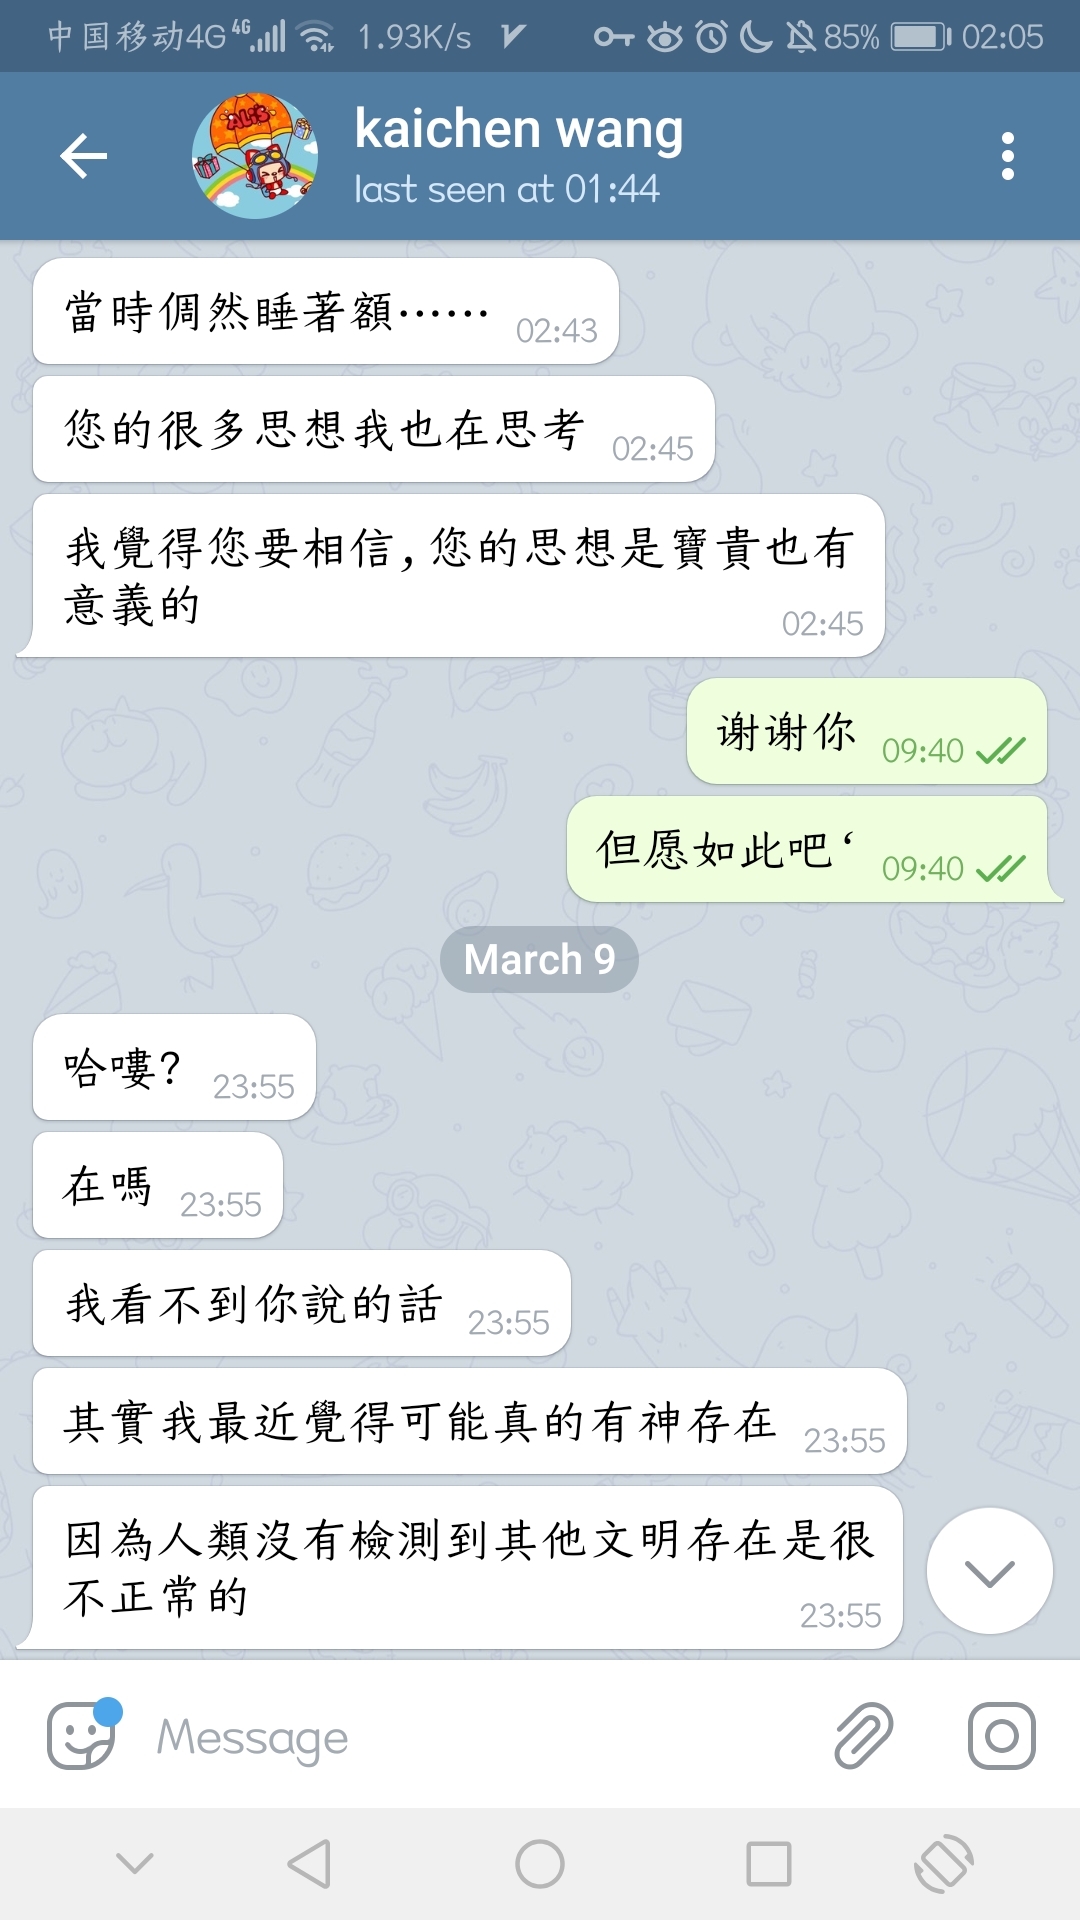 中国移动4G 4G 1.93K/s 85% 02:05
ALi's
kaichen wang
last seen at 01:44
當時倜然睡著額…… 02:43
您的很多思想我也在思考 02:45
我覺得您要相信,您的思想是寶貴也有
意義的
02:45
谢谢你 09:40
但愿如此吧‘ 09:40
March 9
哈嘍? 23:55
在嗎 23:55
我看不到你說的話 23:55
其實我最近覺得可能真的有神存在 23:55
因為人類沒有檢測到其他文明存在是很
不正常的
23:55
Message